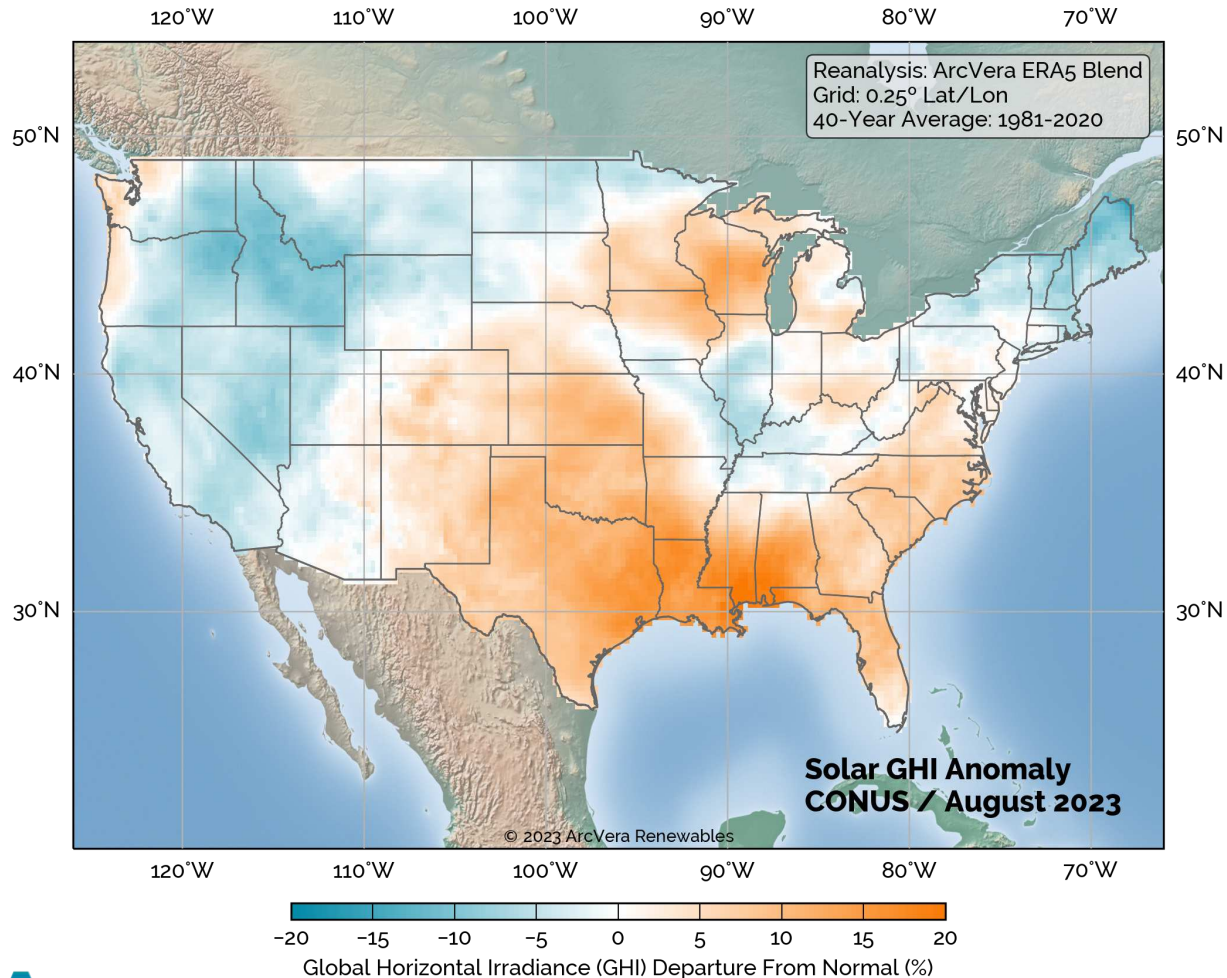 120°W 110°W 100°W 90°W 80°W 70°W
Reanalysis: ArcVera ERA5 Blend
Grid: 0.25º Lat/Lon
40-Year Average: 1981-2020
50°N 50°N
40°N 40°N
30°N 30°N
Solar GHI Anomaly
CONUS / August 2023
© 2023 ArcVera Renewables
120°W 110°W 100°W 90°W 80°W 70°W
−20 −15 −10 −5 0 5 10 15 20
Global Horizontal Irradiance (GHI) Departure From Normal (%)